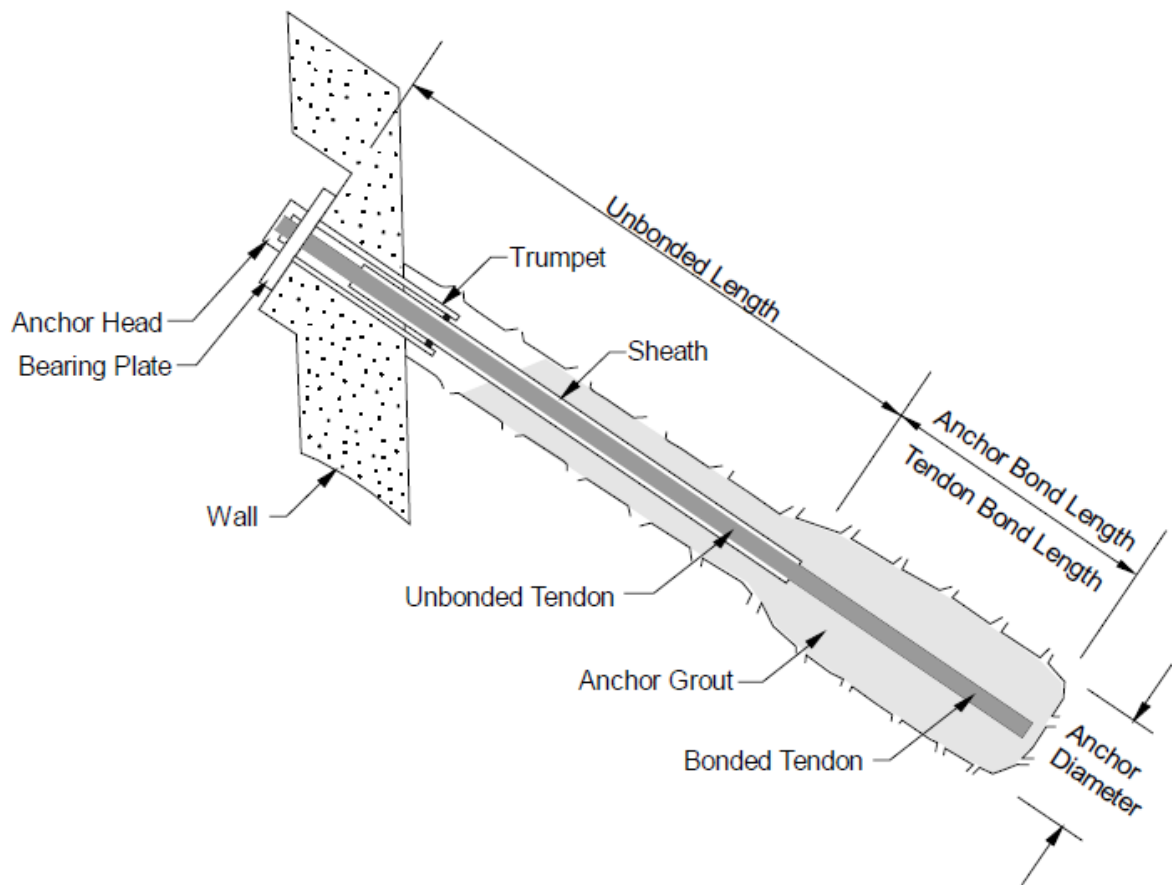 Unbonded Length
Trumpet
Anchor Head
Bearing Plate
Sheath
Anchor Bond Length
Tendon Bond Length
Wall
Unbonded Tendon
Anchor Grout
Bonded Tendon
Anchor
Diameter